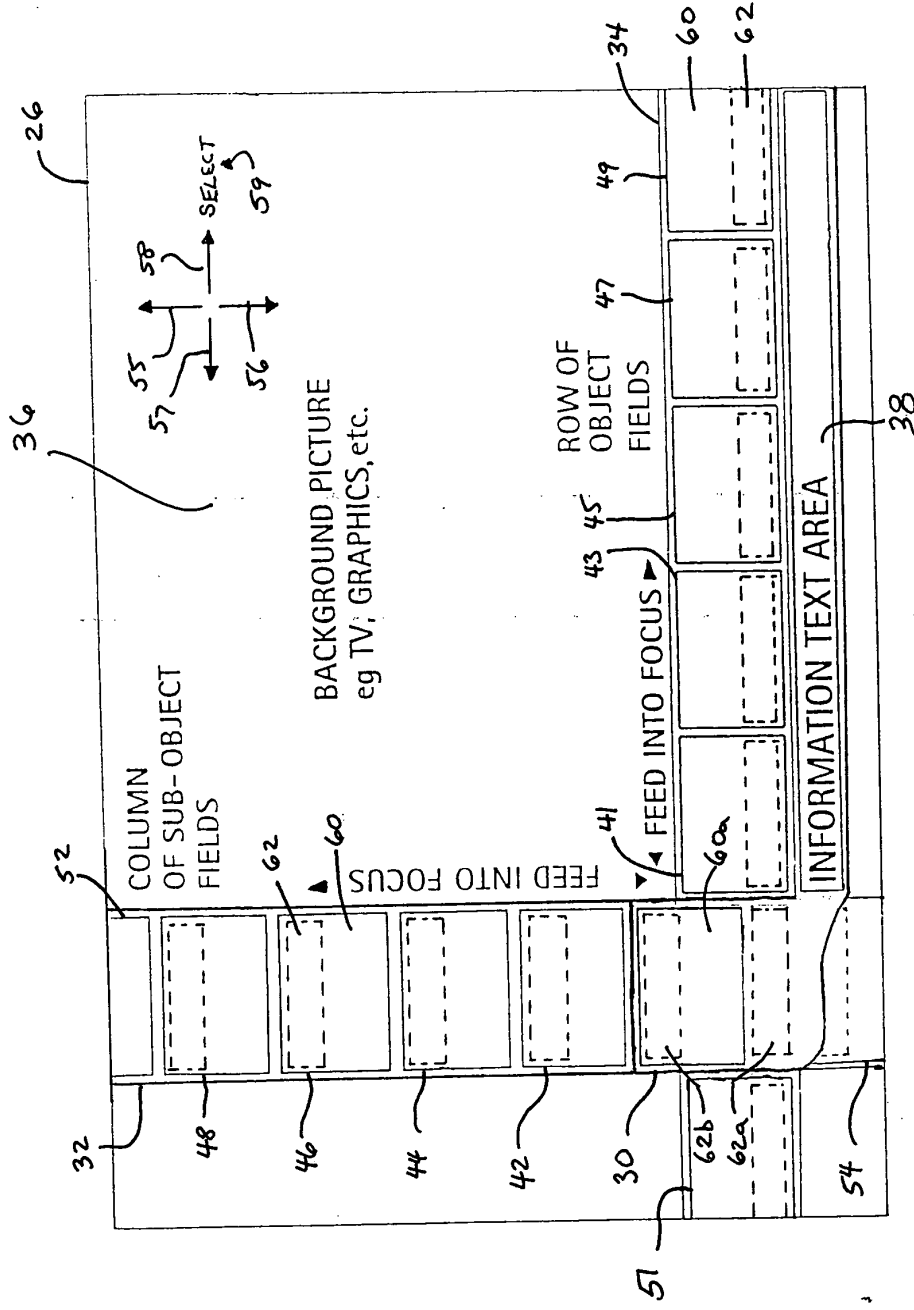 26
36
COLUMN
OF SUB-OBJECT
FIELDS
52
32
55
58
SELECT
59
57
56
BACKGROUND PICTURE
eg TV, GRAPHICS, etc.
48
62
60
46
44
42
FEED INTO FOCUS
ROW OF
OBJECT
FIELDS
FEED INTO FOCUS
41
43
45
47
49
34
60
62
30
60a
62b
62a
51
54
INFORMATION TEXT AREA
38